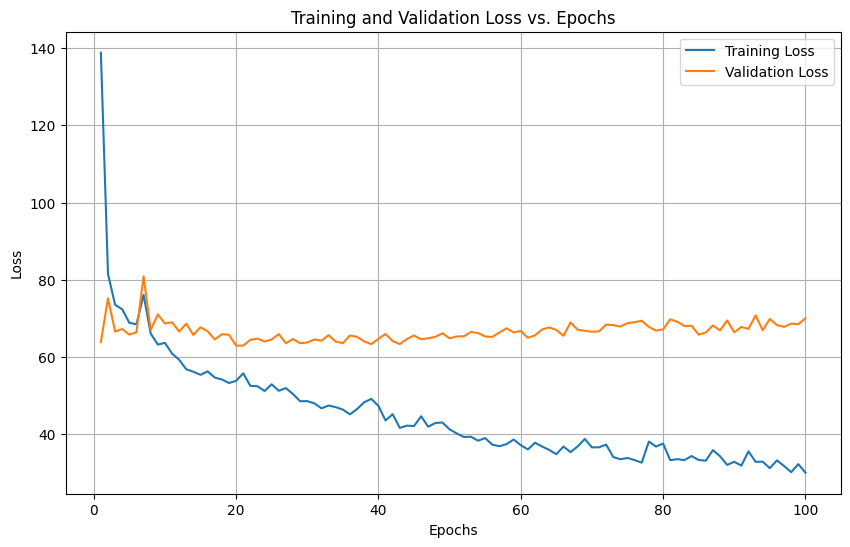 Training and Validation Loss vs. Epochs
Training Loss
Validation Loss
Loss
140
120
100
80
60
40
0 20 40 60 80 100
Epochs